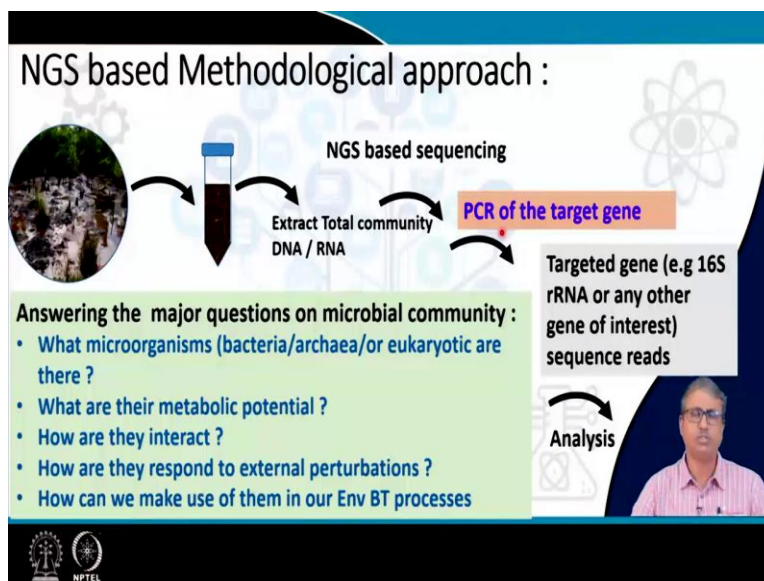 NGS based Methodological approach :
NGS based sequencing
Extract Total community
DNA / RNA
PCR of the target gene
Targeted gene (e.g 16S
rRNA or any other
gene of interest)
sequence reads
Analysis
Answering the major questions on microbial community :
• What microorganisms (bacteria/archaea/or eukaryotic are
there ?
• What are their metabolic potential ?
• How are they interact ?
• How are they respond to external perturbations ?
• How can we make use of them in our Env BT processes
NPTEL